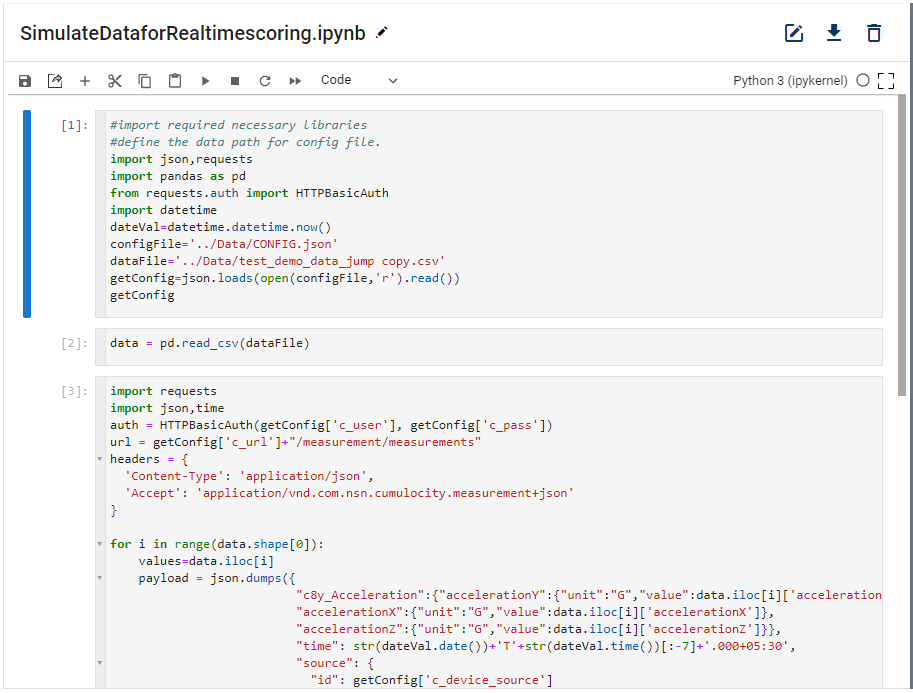 SimulateDataforRealtimescoring.ipynb
Code
Python 3 (ipykernel)
[1]:
#import required necessary libraries
#define the data path for config file.
import json,requests
import pandas as pd
from requests.auth import HTTPBasicAuth
import datetime
dateVal=datetime.datetime.now()
configFile='../Data/CONFIG.json'
dataFile='../Data/test_demo_data_jump copy.csv'
getConfig=json.loads(open(configFile,'r').read())
getConfig
[2]:
data = pd.read_csv(dataFile)
[3]:
import requests
import json,time
auth = HTTPBasicAuth(getConfig['c_user'], getConfig['c_pass'])
url = getConfig['c_url']+"/measurement/measurements"
headers = {
  'Content-Type': 'application/json',
  'Accept': 'application/vnd.com.nsn.cumulocity.measurement+json'
}
for i in range(data.shape[0]):
    values=data.iloc[i]
    payload = json.dumps({
                          "c8y_Acceleration":{"accelerationY":{"unit":"G","value":data.iloc[i]['acceleration
                          "accelerationX":{"unit":"G","value":data.iloc[i]['accelerationX']},
                          "accelerationZ":{"unit":"G","value":data.iloc[i]['accelerationZ']}},
                          "time": str(dateVal.date())+'T'+str(dateVal.time())[:-7]+'.000+05:30',
                          "source": {
                            "id": getConfig['c_device_source']